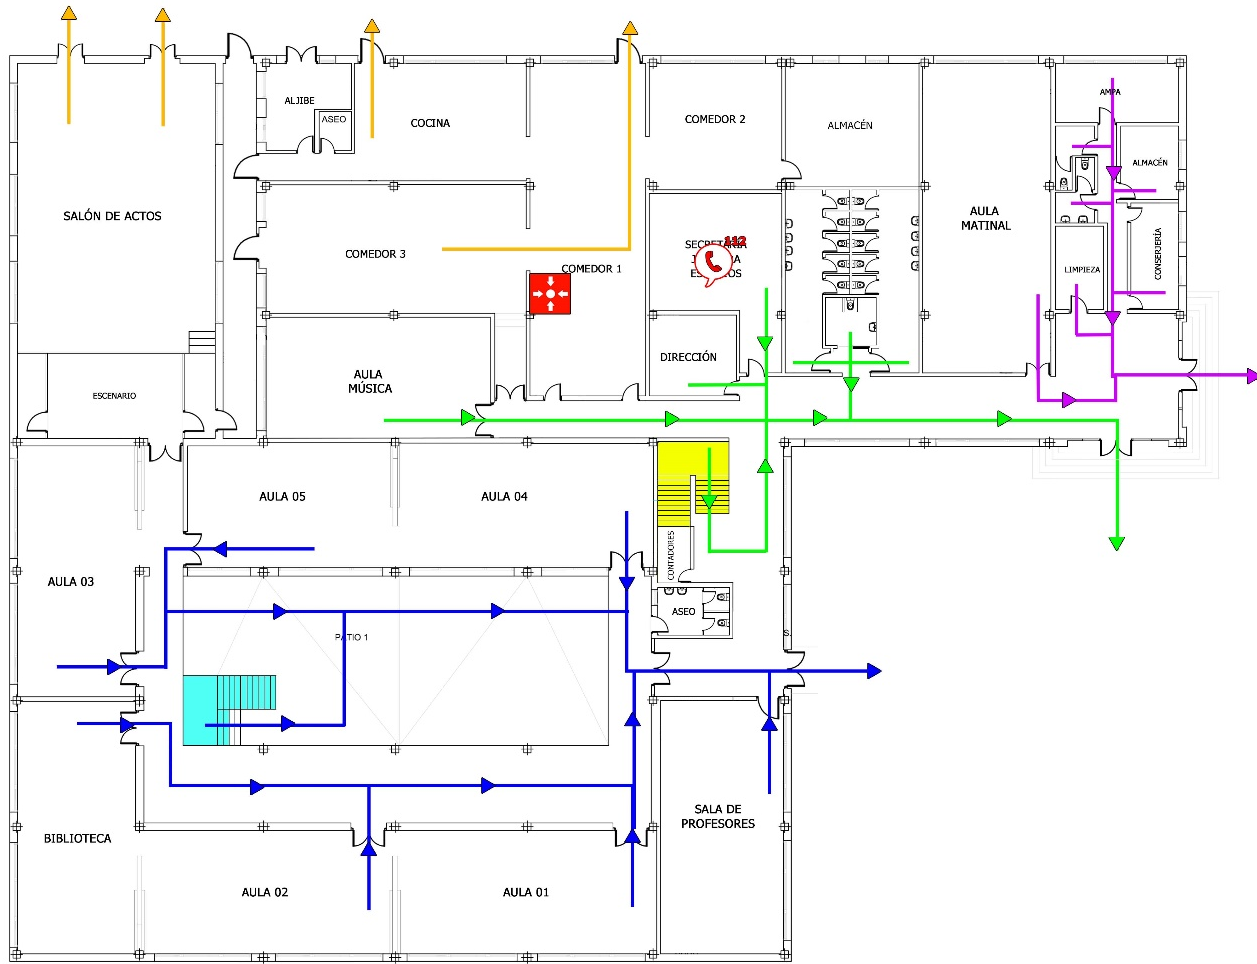 ALJIBE
ASEO
COCINA
COMEDOR 2
ALMACÉN
AMPA
ALMACÉN
SALÓN DE ACTOS
AULA
MATINAL
COMEDOR 3
COMEDOR 1
112
LIMPIEZA
CONSERJERÍA
DIRECCIÓN
AULA
MÚSICA
ESCENARIO
AULA 05
AULA 04
CONTADORES
AULA 03
ASEO
PATIO 1
S.
BIBLIOTECA
SALA DE
PROFESORES
AULA 02
AULA 01